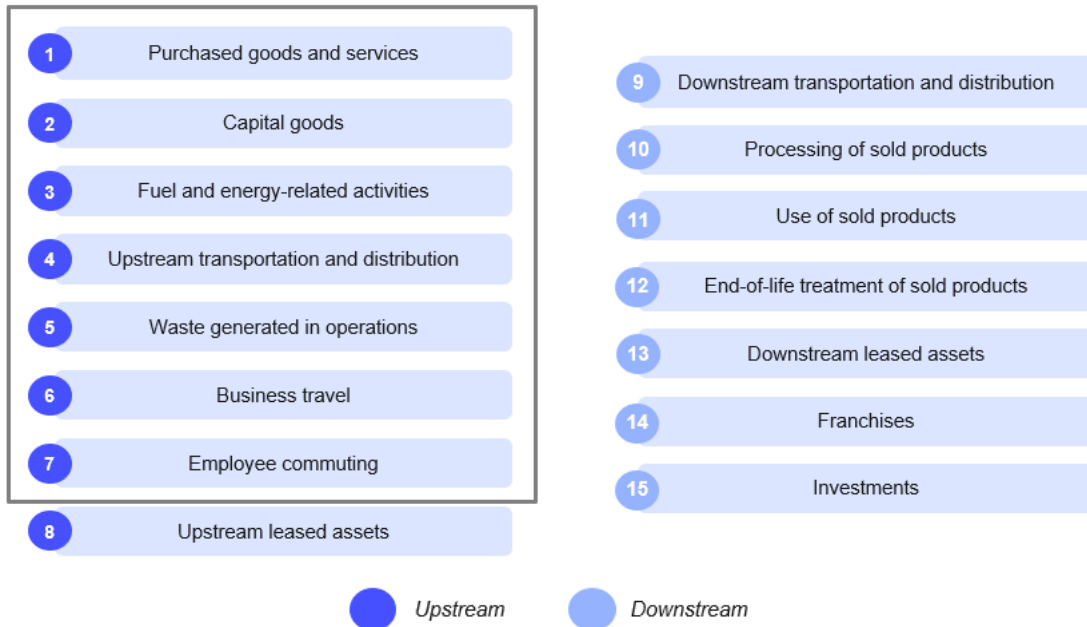 1 Purchased goods and services
2 Capital goods
3 Fuel and energy-related activities
4 Upstream transportation and distribution
5 Waste generated in operations
6 Business travel
7 Employee commuting
8 Upstream leased assets
9 Downstream transportation and distribution
10 Processing of sold products
11 Use of sold products
12 End-of-life treatment of sold products
13 Downstream leased assets
14 Franchises
15 Investments
Upstream
Downstream